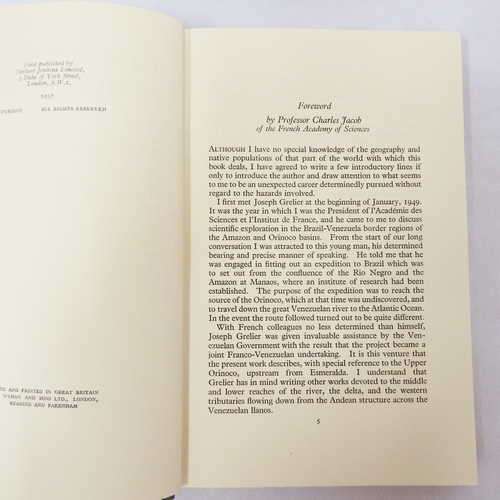 First published by
Herbert Jenkins Limited,
3 Duke of York Street,
London, S.W.1.
1957
ALL RIGHTS RESERVED
AND PRINTED IN GREAT BRITAIN
WYMAN AND SONS LTD., LONDON,
READING AND FAKENHAM
Foreword
by Professor Charles Jacob
of the French Academy of Sciences
ALTHOUGH I have no special knowledge of the geography and
native populations of that part of the world with which this
book deals, I have agreed to write a few introductory lines if
only to introduce the author and draw attention to what seems
to me to be an unexpected career determinedly pursued without
regard to the hazards involved.
I first met Joseph Grelier at the beginning of January, 1949.
It was the year in which I was the President of l'Académie des
Sciences et l'Institut de France, and he came to me to discuss
scientific exploration in the Brazil-Venezuela border regions of
the Amazon and Orinoco basins. From the start of our long
conversation I was attracted to this young man, his determined
bearing and precise manner of speaking. He told me that he
was engaged in fitting out an expedition to Brazil which was
to set out from the confluence of the Rio Negro and the
Amazon at Manaos, where an institute of research had been
established. The purpose of the expedition was to reach the
source of the Orinoco, which at that time was undiscovered, and
to travel down the great Venezuelan river to the Atlantic Ocean.
In the event the route followed turned out to be quite different.
With French colleagues no less determined than himself,
Joseph Grelier was given invaluable assistance by the Ven-
ezuelan Government with the result that the project became a
joint Franco-Venezuelan undertaking. It is this venture that
the present work describes, with special reference to the Upper
Orinoco, upstream from Esmeralda. I understand that
Grelier has in mind writing other works devoted to the middle
and lower reaches of the river, the delta, and the western
tributaries flowing down from the Andean structure across the
Venezuelan llanos.
5